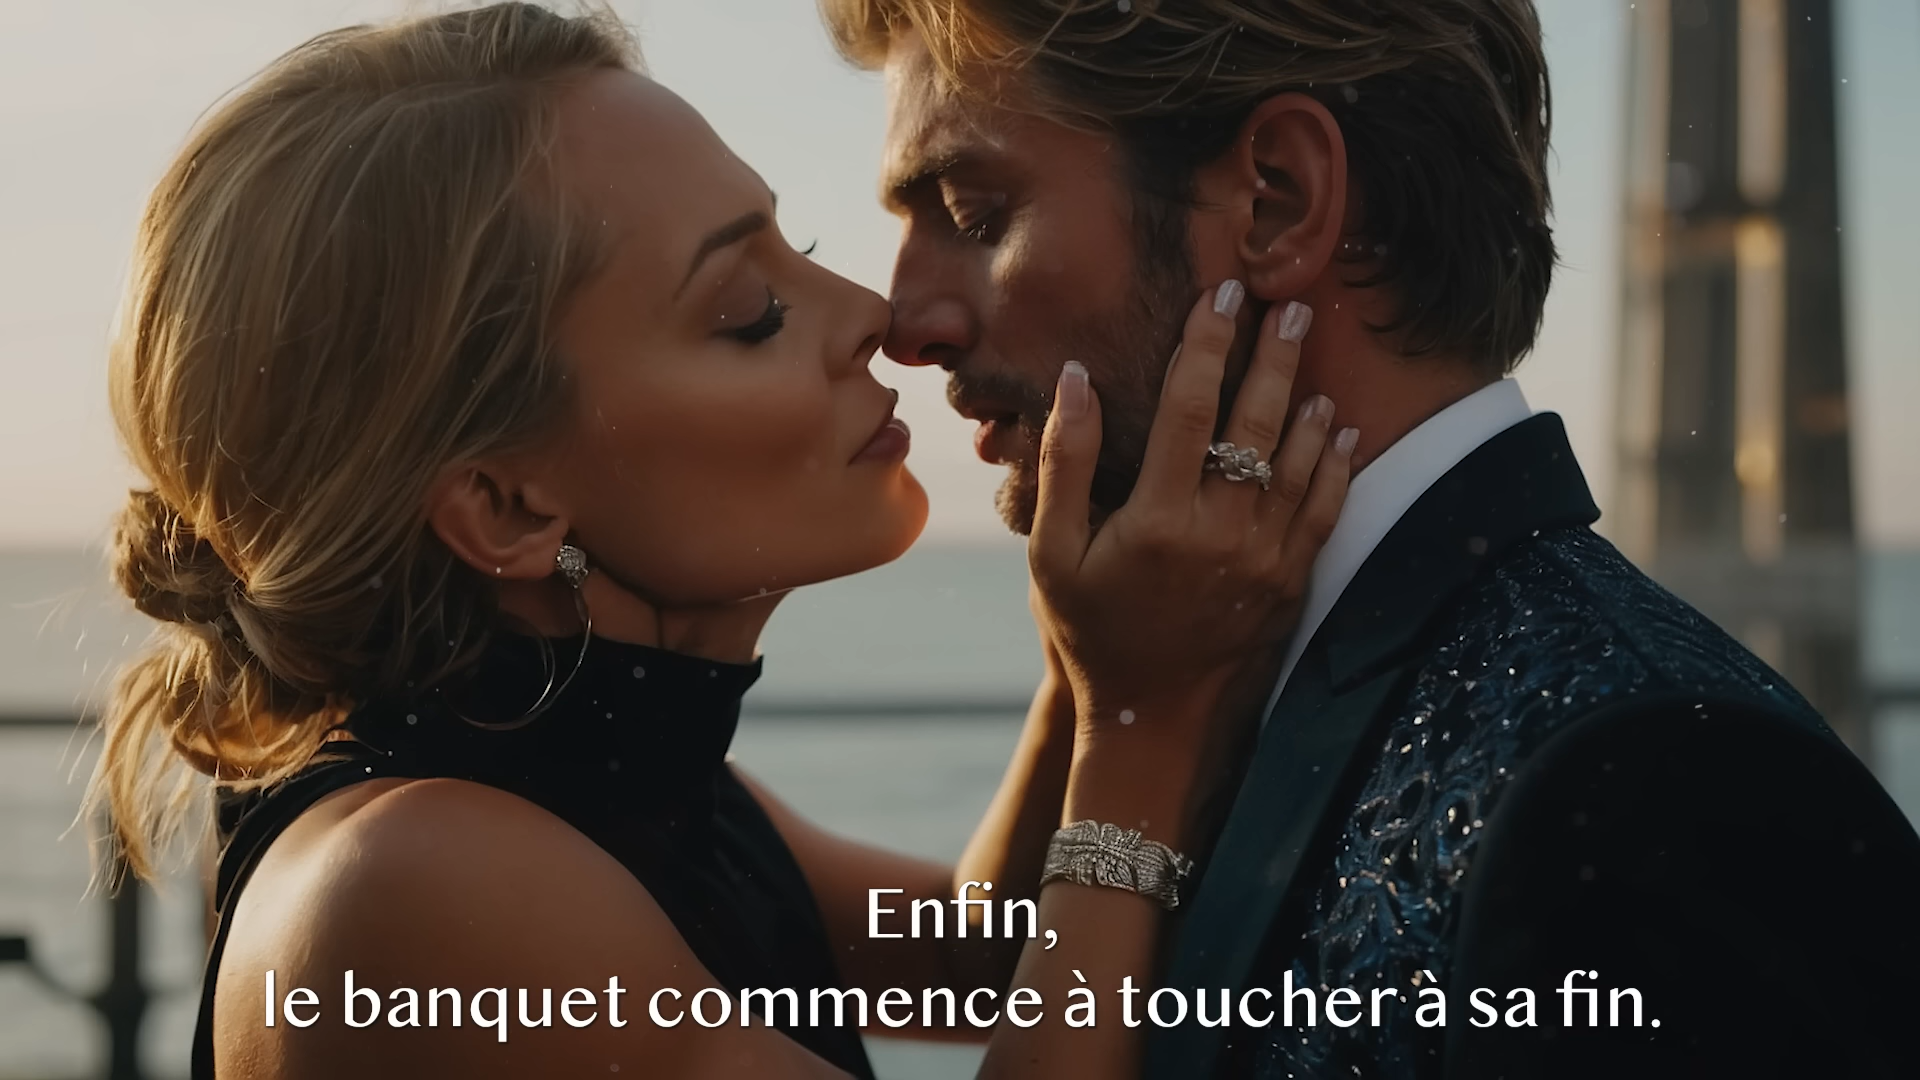 Enfin,
le banquet commence à toucher à sa fin.